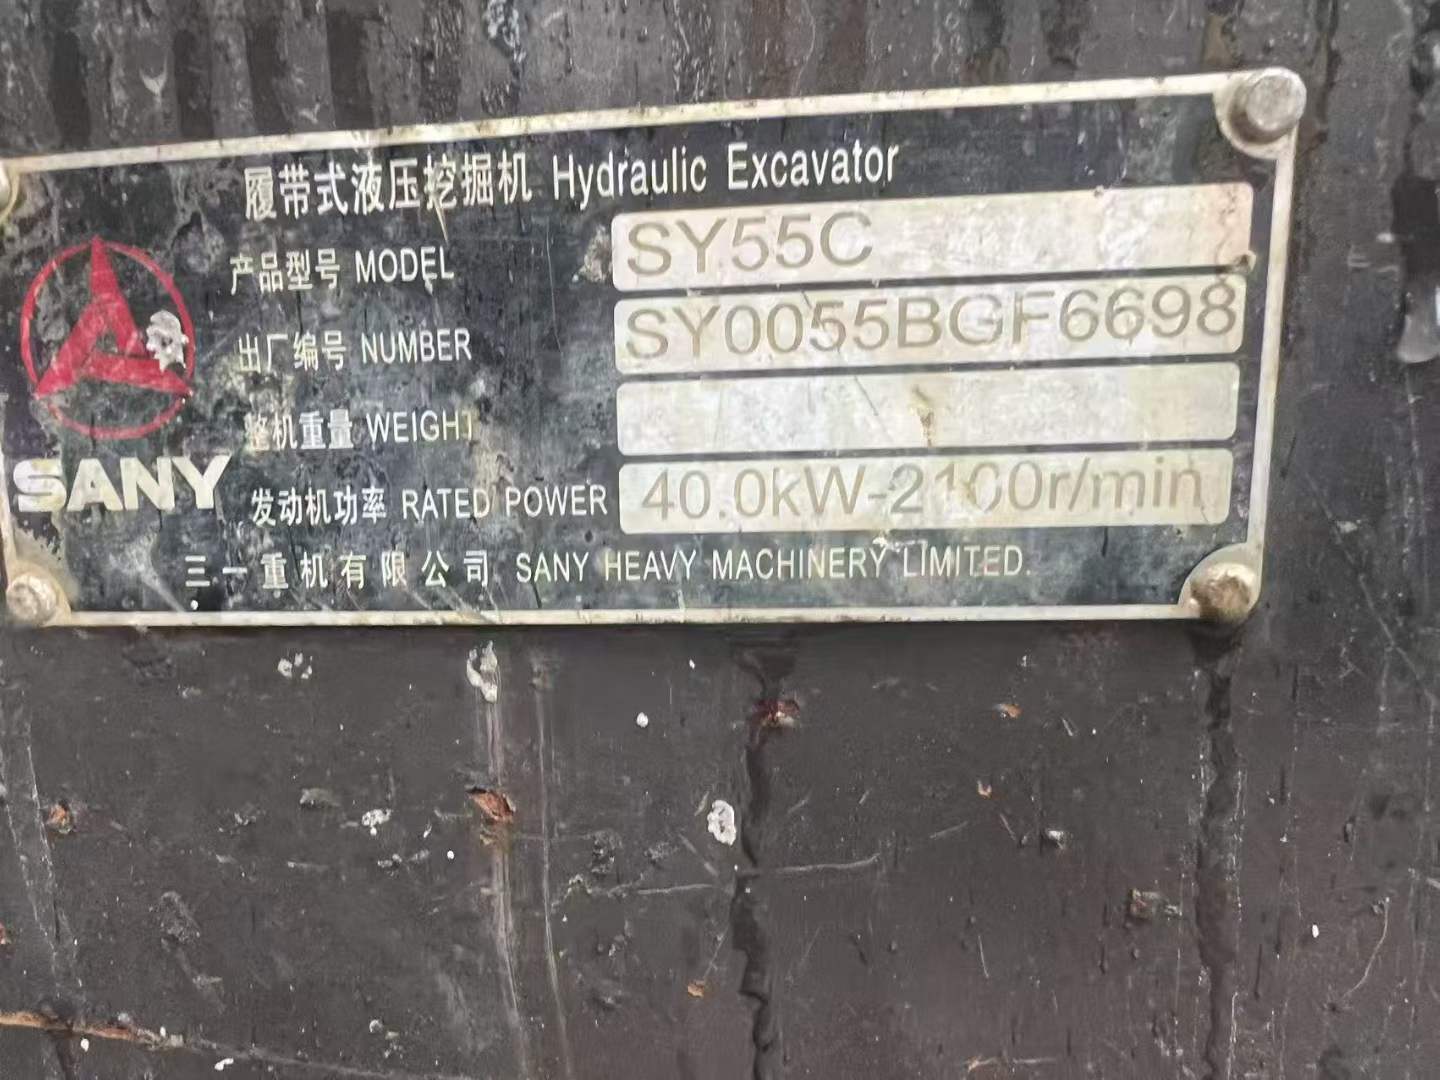 履带式液压挖掘机 Hydraulic Excavator
产品型号 MODEL SY55C
出厂编号 NUMBER SY0055BGF6698
整机重量 WEIGHT
发动机功率 RATED POWER 40.0kW-2100r/min
SANY
三一重机有限公司 SANY HEAVY MACHINERY LIMITED.